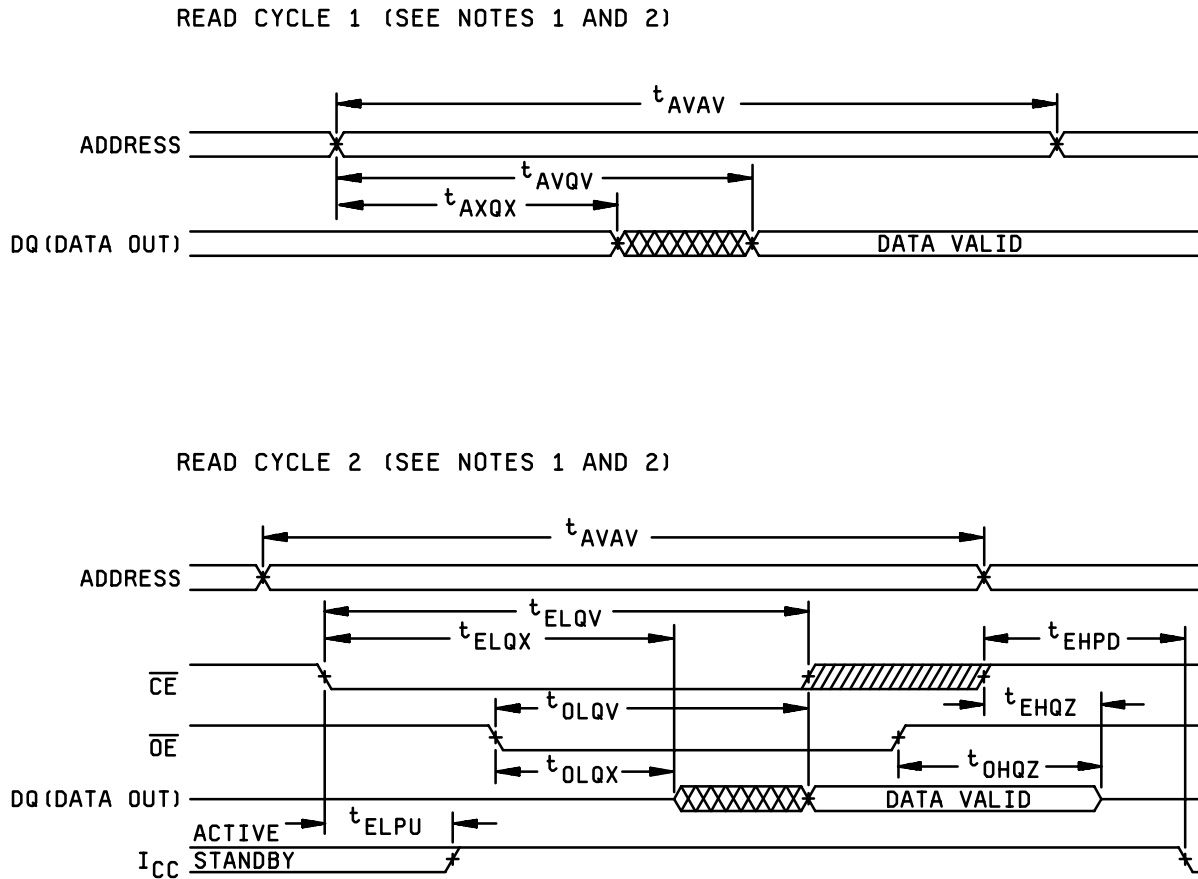 READ CYCLE 1 (SEE NOTES 1 AND 2)
tAVAV
ADDRESS
tAVQV
tAXQX
DQ(DATA OUT)
DATA VALID
READ CYCLE 2 (SEE NOTES 1 AND 2)
tAVAV
ADDRESS
tELQV
tELQX
tEHPD
CE
tOLQV
tEHQZ
OE
tOLQX
tOHQZ
DQ(DATA OUT)
DATA VALID
tELPU
ACTIVE
ICC STANDBY